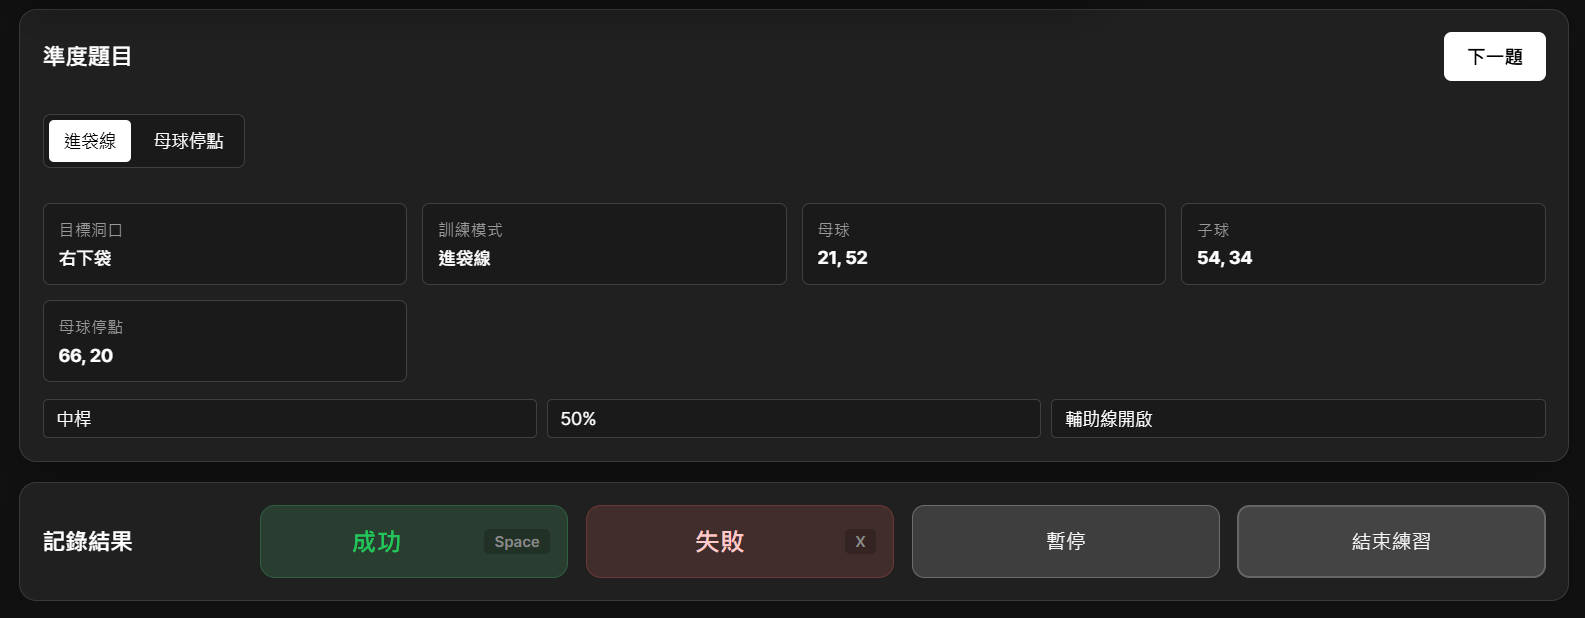 準度題目
下一題
進袋線
母球停點
目標洞口
右下袋
訓練模式
進袋線
母球
21, 52
子球
54, 34
母球停點
66, 20
中桿
50%
輔助線開啟
記錄結果
成功
Space
失敗
X
暫停
結束練習